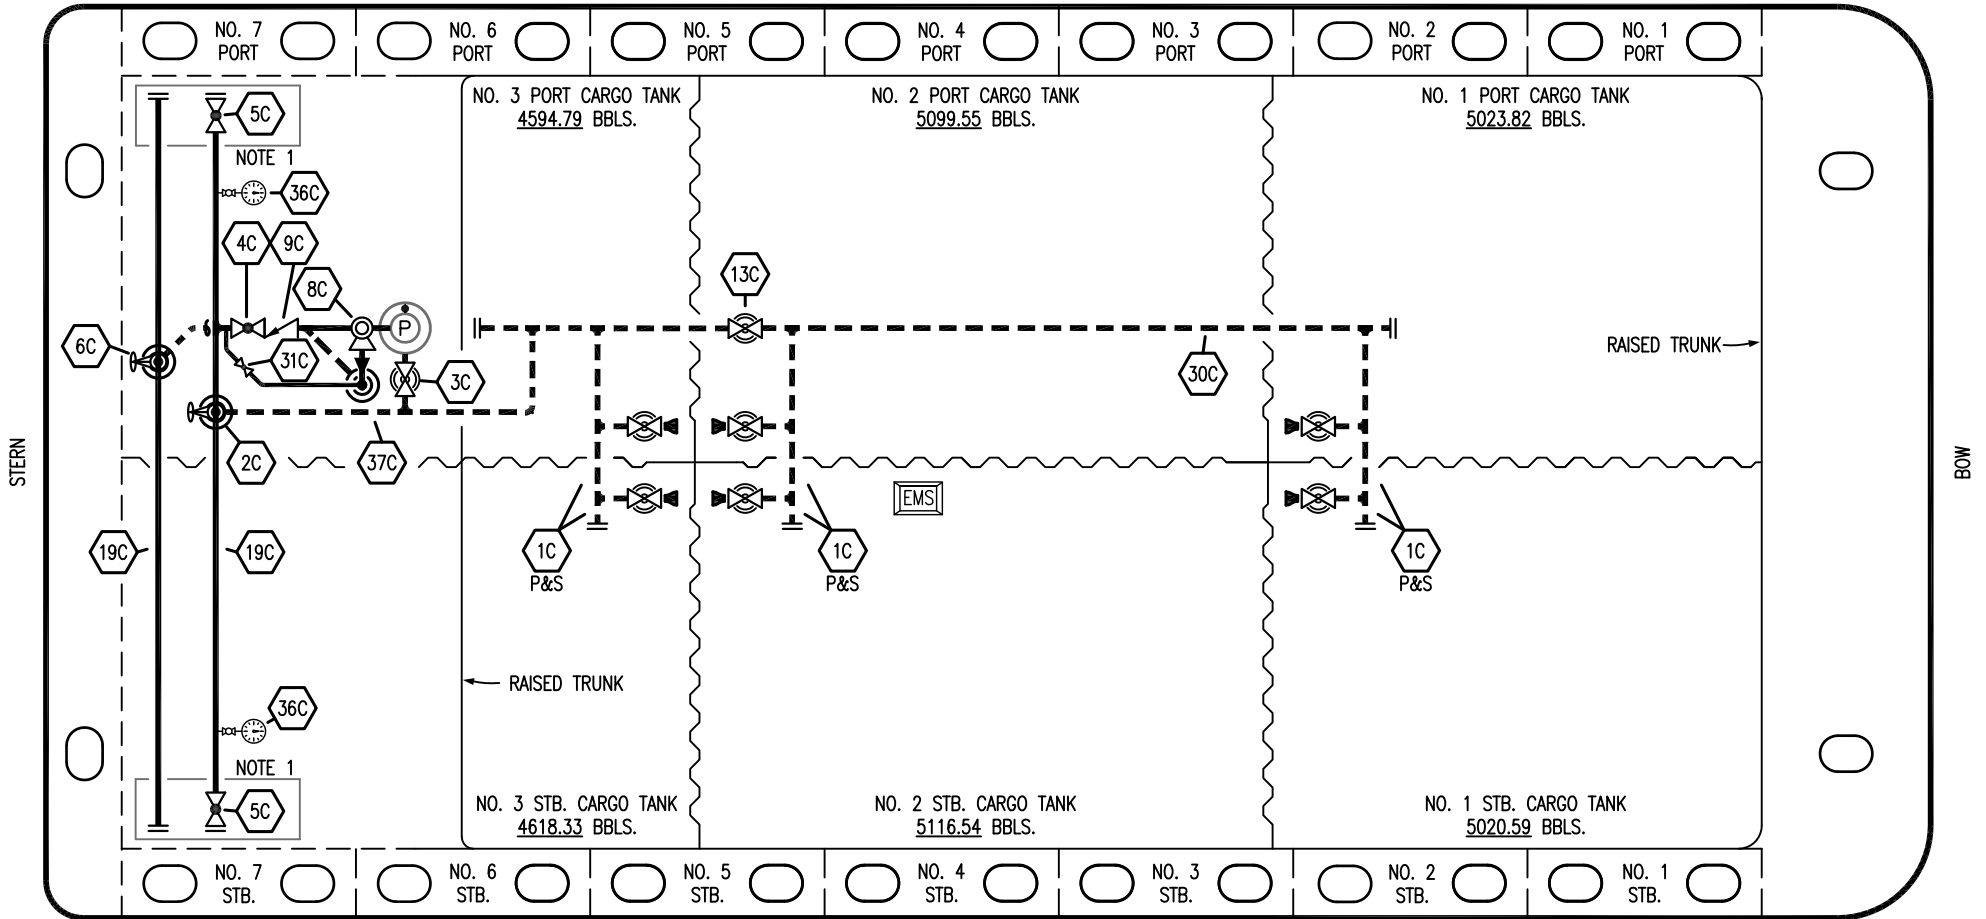 NO. 7
PORT
NO. 6
PORT
NO. 5
PORT
NO. 4
PORT
NO. 3
PORT
NO. 2
PORT
NO. 1
PORT
NO. 3 PORT CARGO TANK
4594.79 BBLS.
NO. 2 PORT CARGO TANK
5099.55 BBLS.
NO. 1 PORT CARGO TANK
5023.82 BBLS.
5C
NOTE 1
36C
4C
9C
8C
13C
P
6C
31C
3C
30C
RAISED TRUNK
2C
37C
STERN
BOW
EMS
19C
19C
1C
P&S
1C
P&S
1C
P&S
RAISED TRUNK
36C
NOTE 1
5C
NO. 3 STB. CARGO TANK
4618.33 BBLS.
NO. 2 STB. CARGO TANK
5116.54 BBLS.
NO. 1 STB. CARGO TANK
5020.59 BBLS.
NO. 7
STB.
NO. 6
STB.
NO. 5
STB.
NO. 4
STB.
NO. 3
STB.
NO. 2
STB.
NO. 1
STB.